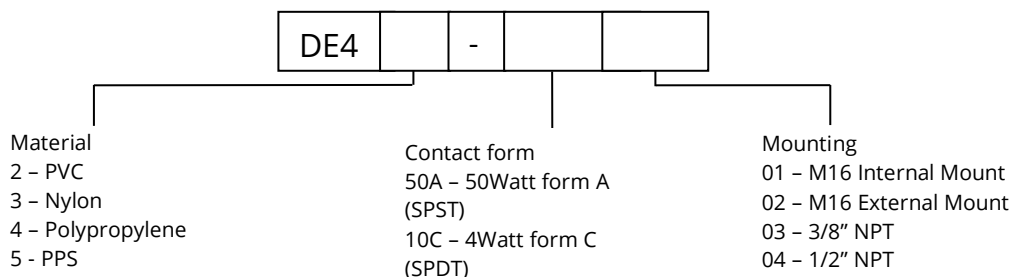 DE4 -
Material
2 – PVC
3 – Nylon
4 – Polypropylene
5 - PPS
Contact form
50A – 50Watt form A
(SPST)
10C – 4Watt form C
(SPDT)
Mounting
01 – M16 Internal Mount
02 – M16 External Mount
03 – 3/8” NPT
04 – 1/2” NPT